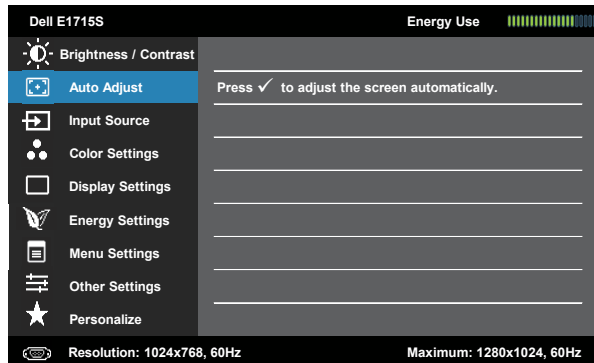 Dell E1715S Energy Use
Brightness / Contrast
Auto Adjust Press ✓ to adjust the screen automatically.
Input Source
Color Settings
Display Settings
Energy Settings
Menu Settings
Other Settings
Personalize
Resolution: 1024x768, 60Hz Maximum: 1280x1024, 60Hz